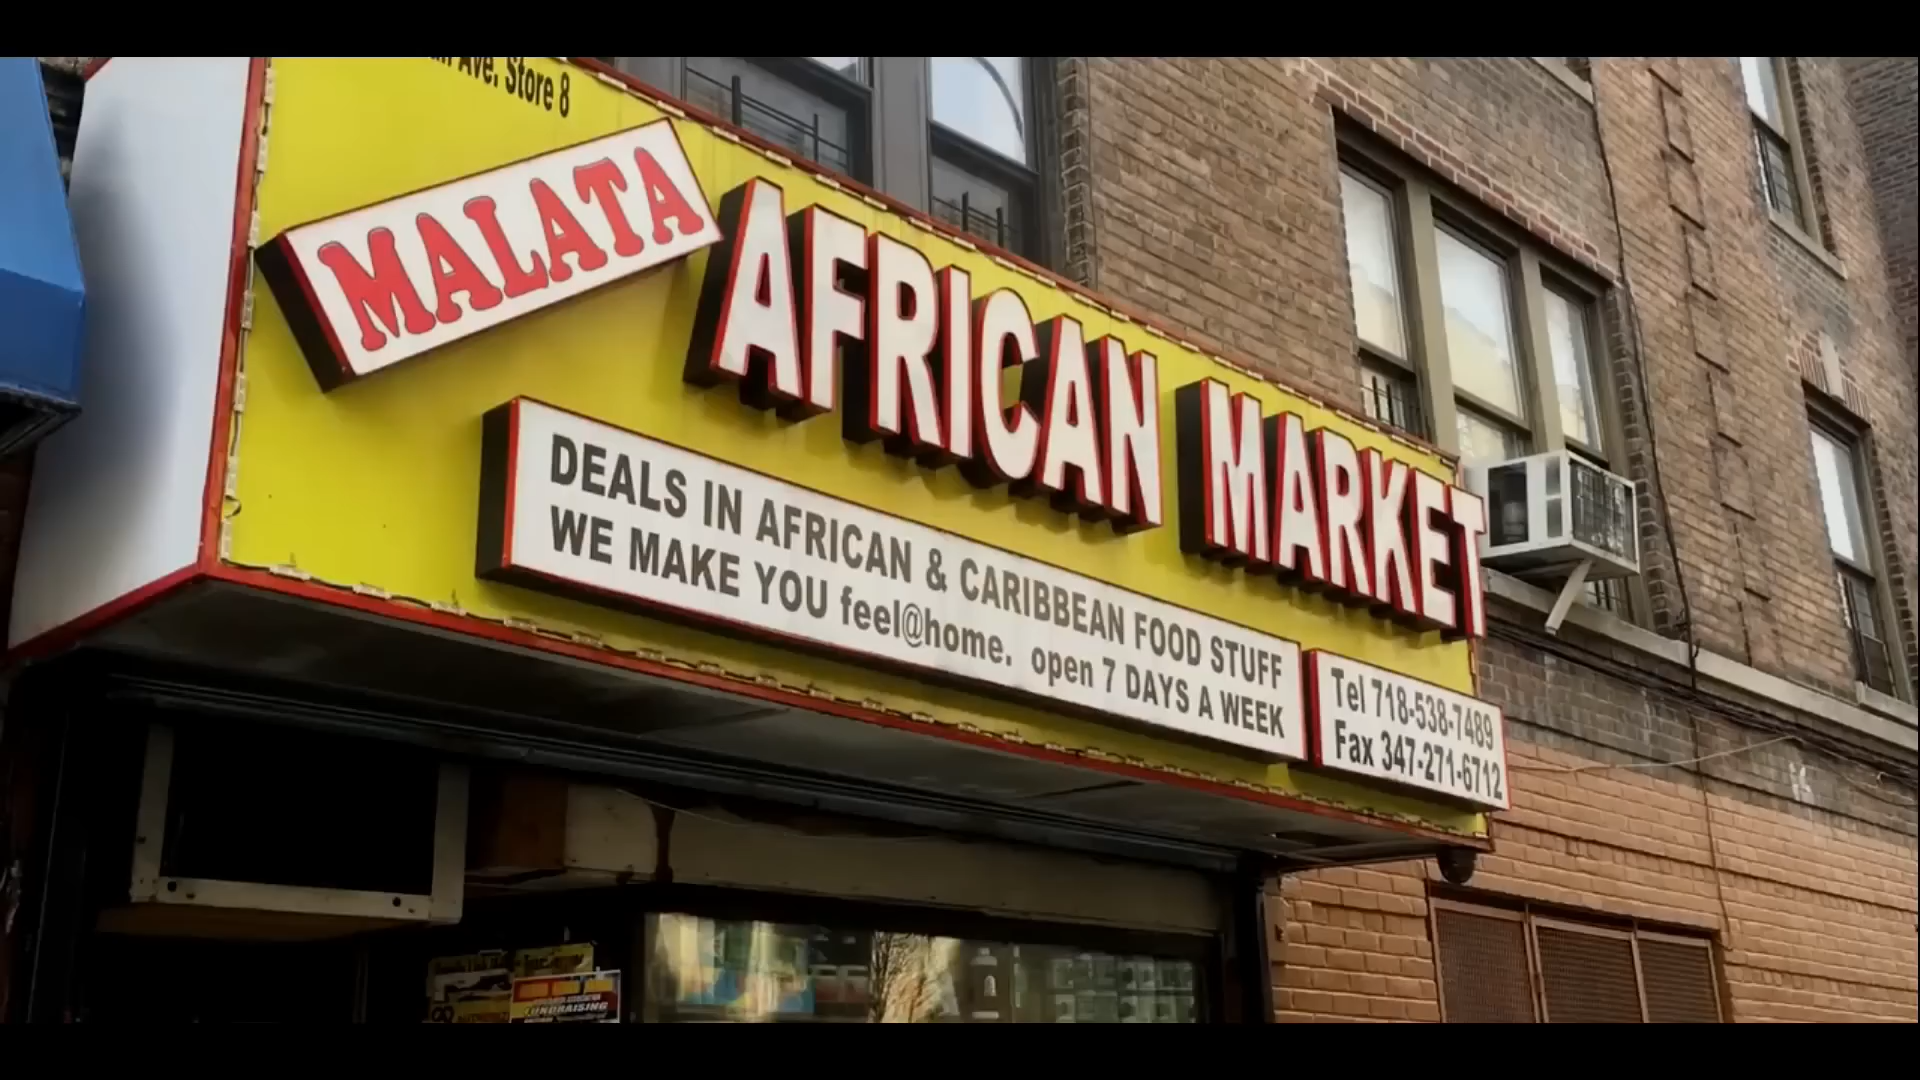 Ave. Store 8
MALATA
AFRICAN MARKET
DEALS IN AFRICAN & CARIBBEAN FOOD STUFF
WE MAKE YOU feel@home. open 7 DAYS A WEEK
Tel 718-538-7489
Fax 347-271-6712
FUNDRAISING